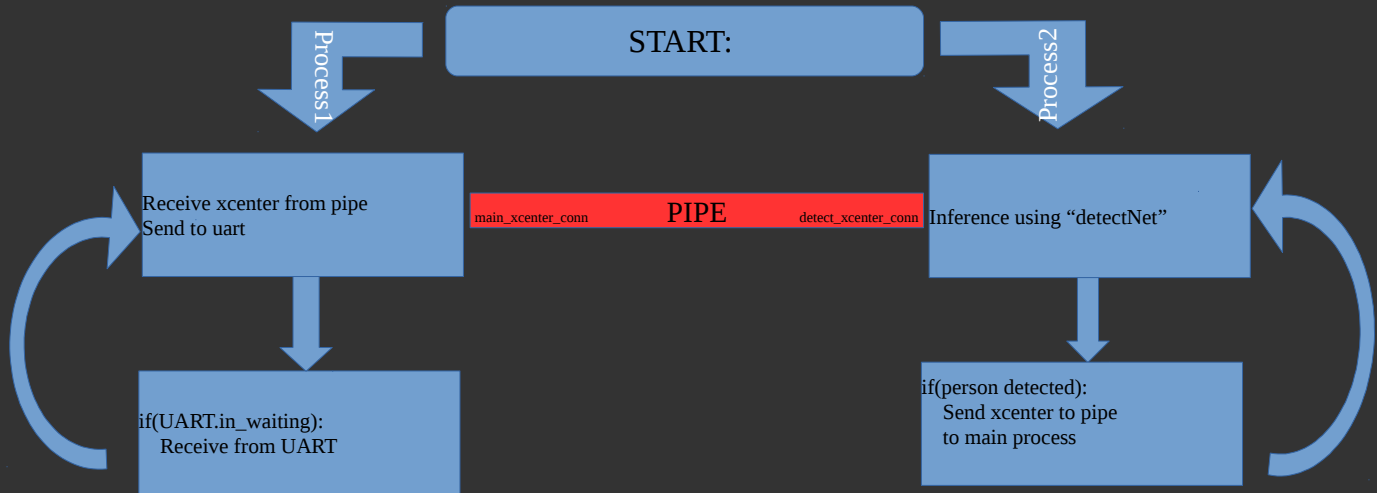 START:
Process1
Process2
Receive xcenter from pipe
Send to uart
main_xcenter_conn
PIPE
detect_xcenter_conn
Inference using “detectNet”
if(UART.in_waiting):
Receive from UART
if(person detected):
Send xcenter to pipe
to main process